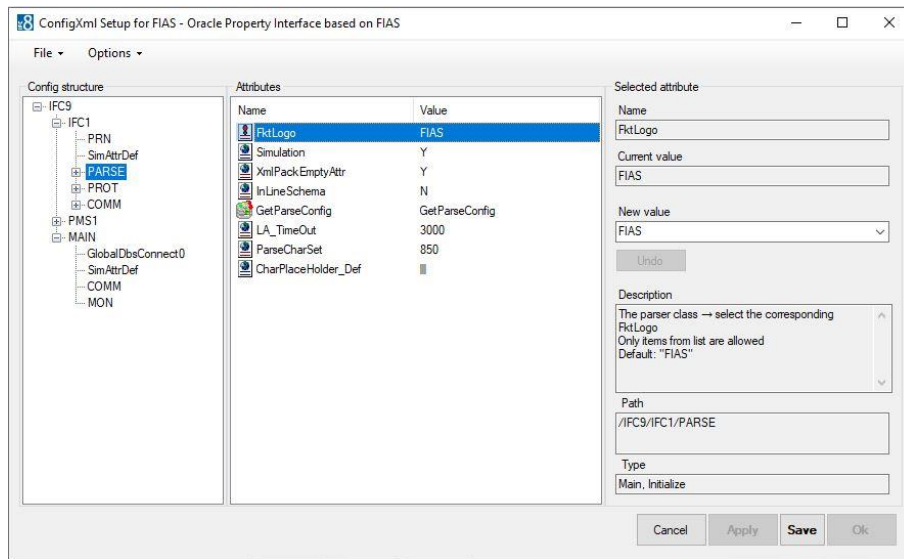 ConfigXml Setup for FIAS - Oracle Property Interface based on FIAS
File Options
Config structure
IFC9
IFC1
PRN
SimAttrDef
PARSE
PROT
COMM
PMS1
MAIN
GlobalDbsConnect0
SimAttrDef
COMM
MON
Attributes
Name Value
FktLogo FIAS
Simulation Y
XmlPackEmptyAttr Y
InLineSchema N
GetParseConfig GetParseConfig
LA_TimeOut 3000
ParseCharSet 850
CharPlaceHolder_Def |||
Selected attribute
Name
FktLogo
Current value
FIAS
New value
FIAS
Undo
Description
The parser class → select the corresponding
FktLogo
Only items from list are allowed
Default: "FIAS"
Path
/IFC9/IFC1/PARSE
Type
Main, Initialize
Cancel Apply Save Ok